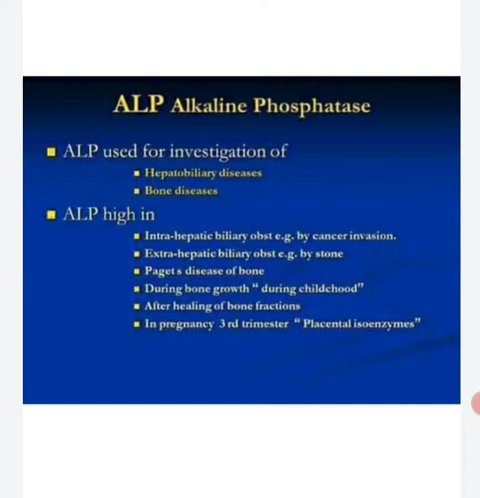 ALP Alkaline Phosphatase
ALP used for investigation of
Hepatobiliary diseases
Bone diseases
ALP high in
Intra-hepatic biliary obst e.g. by cancer invasion.
Extra-hepatic biliary obst e.g. by stone
Paget s disease of bone
During bone growth “ during childchood”
After healing of bone fractions
In pregnancy 3 rd trimester “ Placental isoenzymes”